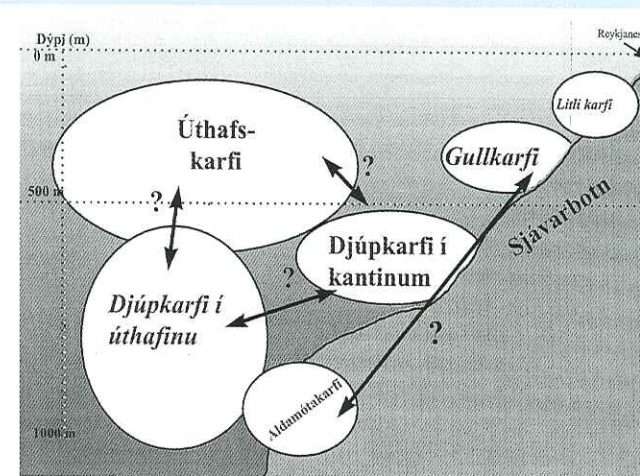 Dýpi (m)
0 m
Reykjanes
Litli karfi
Úthafs-
karfi
?
Gullkarfi
500 m
?
Sjávarbotn
Djúpkarfi í
kantinum
?
Djúpkarfi í
úthafinu
?
Aldamótakarfi
1000 m